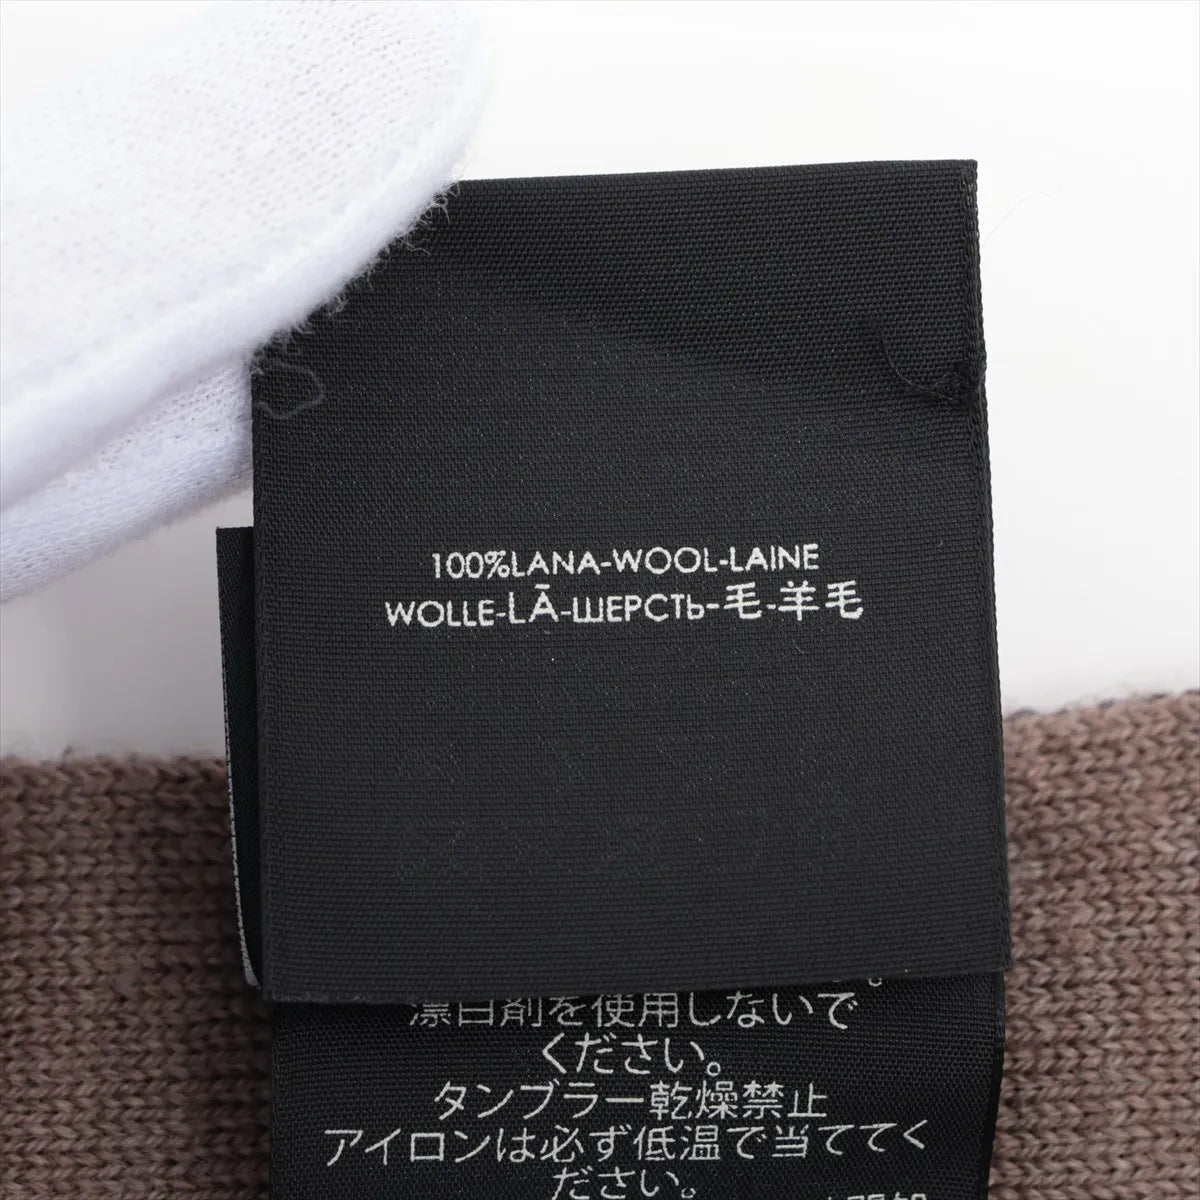 100%LANA-WOOL-LAINE
WOLLE-LĀ-ШЕРСТЬ-毛-羊毛
漂白剤を使用しないで
ください。
タンブラー乾燥禁止
アイロンは必ず低温で当ててく
ださい。